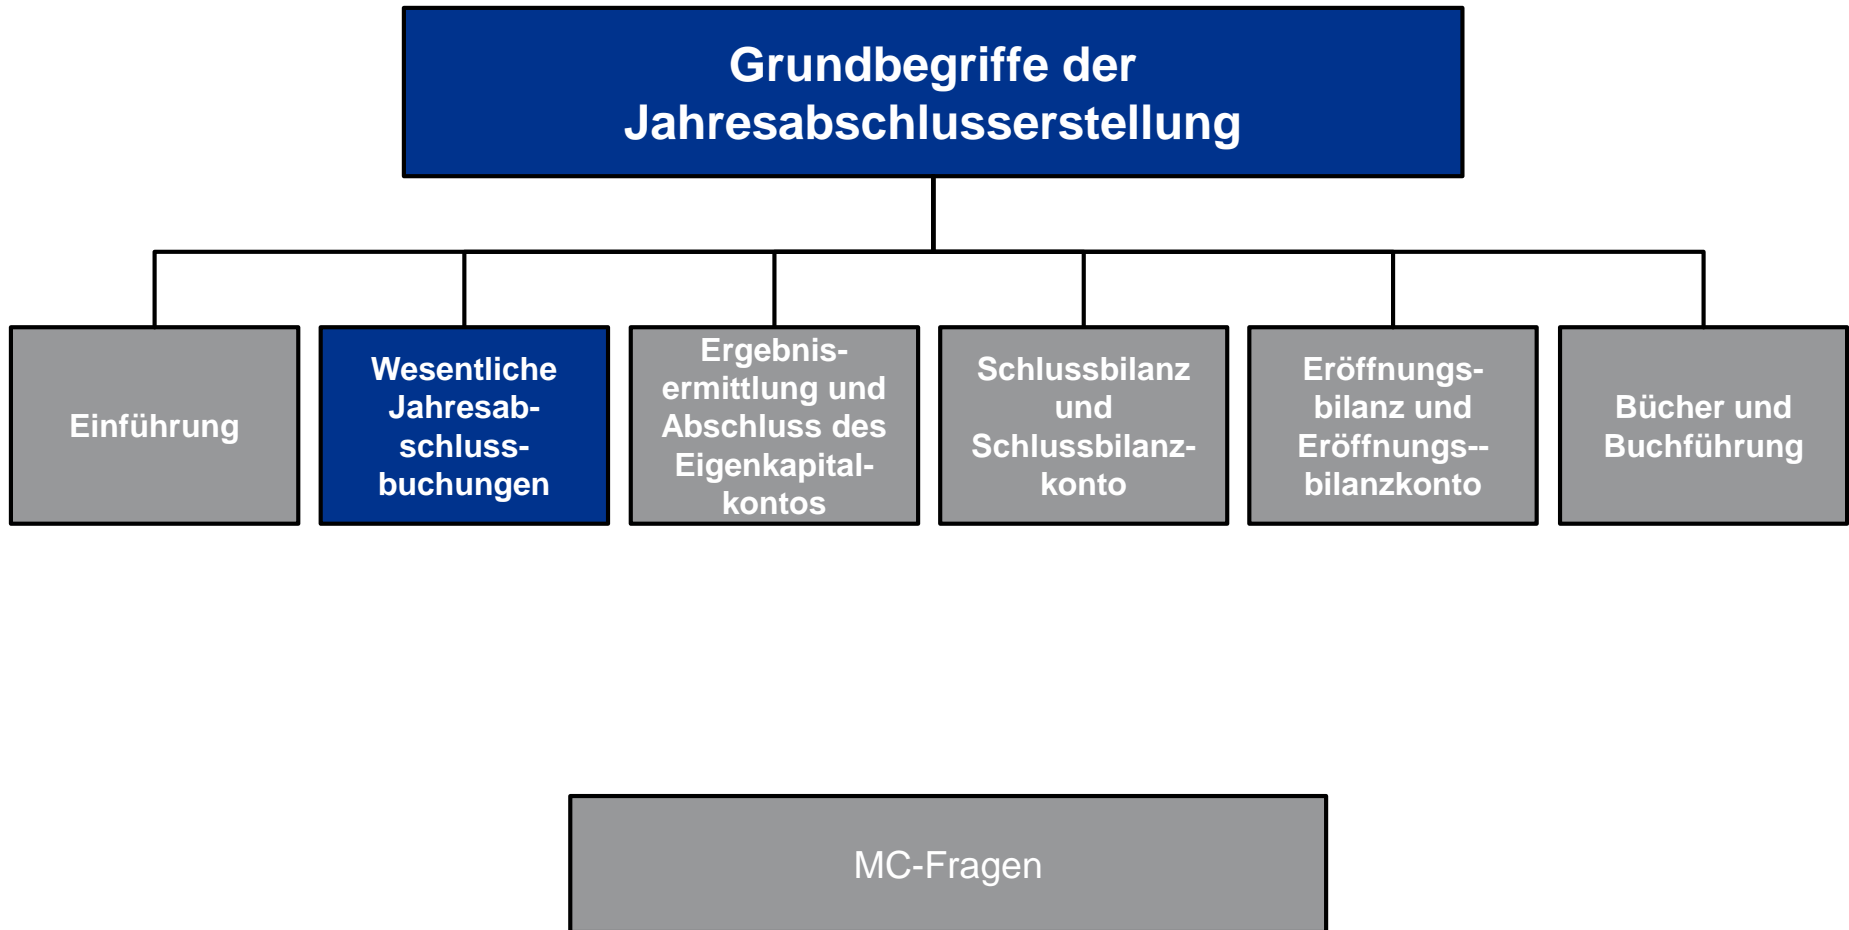 Grundbegriffe der
Jahresabschlusserstellung
Einführung
Wesentliche
Jahresab-
schluss-
buchungen
Ergebnis-
ermittlung und
Abschluss des
Eigenkapital-
kontos
Schlussbilanz
und
Schlussbilanz-
konto
Eröffnungs-
bilanz und
Eröffnungs--
bilanzkonto
Bücher und
Buchführung
MC-Fragen